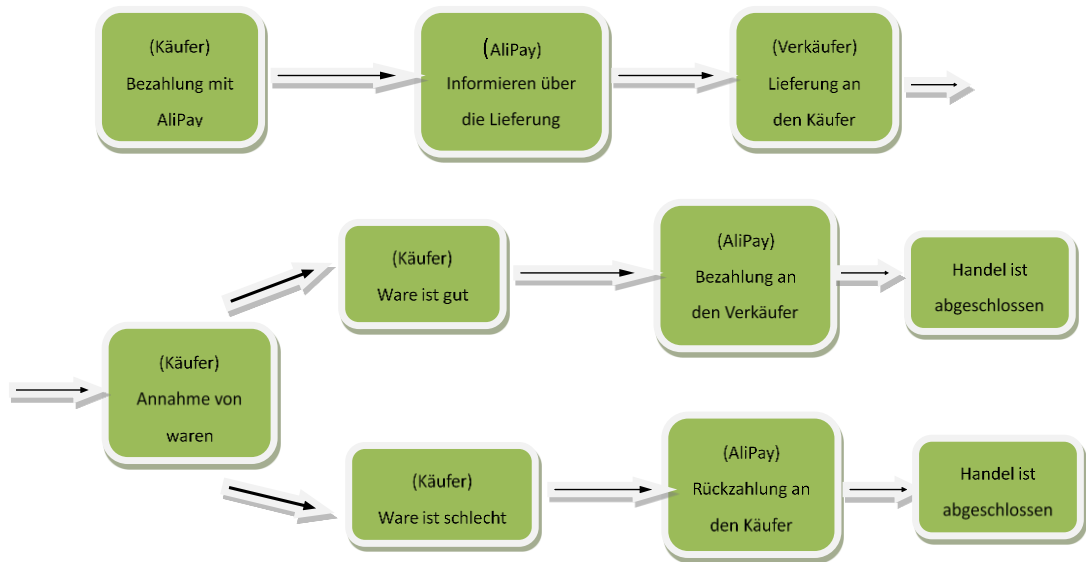 (Käufer)
Bezahlung mit
AliPay
(AliPay)
Informieren über
die Lieferung
(Verkäufer)
Lieferung an
den Käufer
(Käufer)
Annahme von
waren
(Käufer)
Ware ist gut
(AliPay)
Bezahlung an
den Verkäufer
Handel ist
abgeschlossen
(Käufer)
Ware ist schlecht
(AliPay)
Rückzahlung an
den Käufer
Handel ist
abgeschlossen